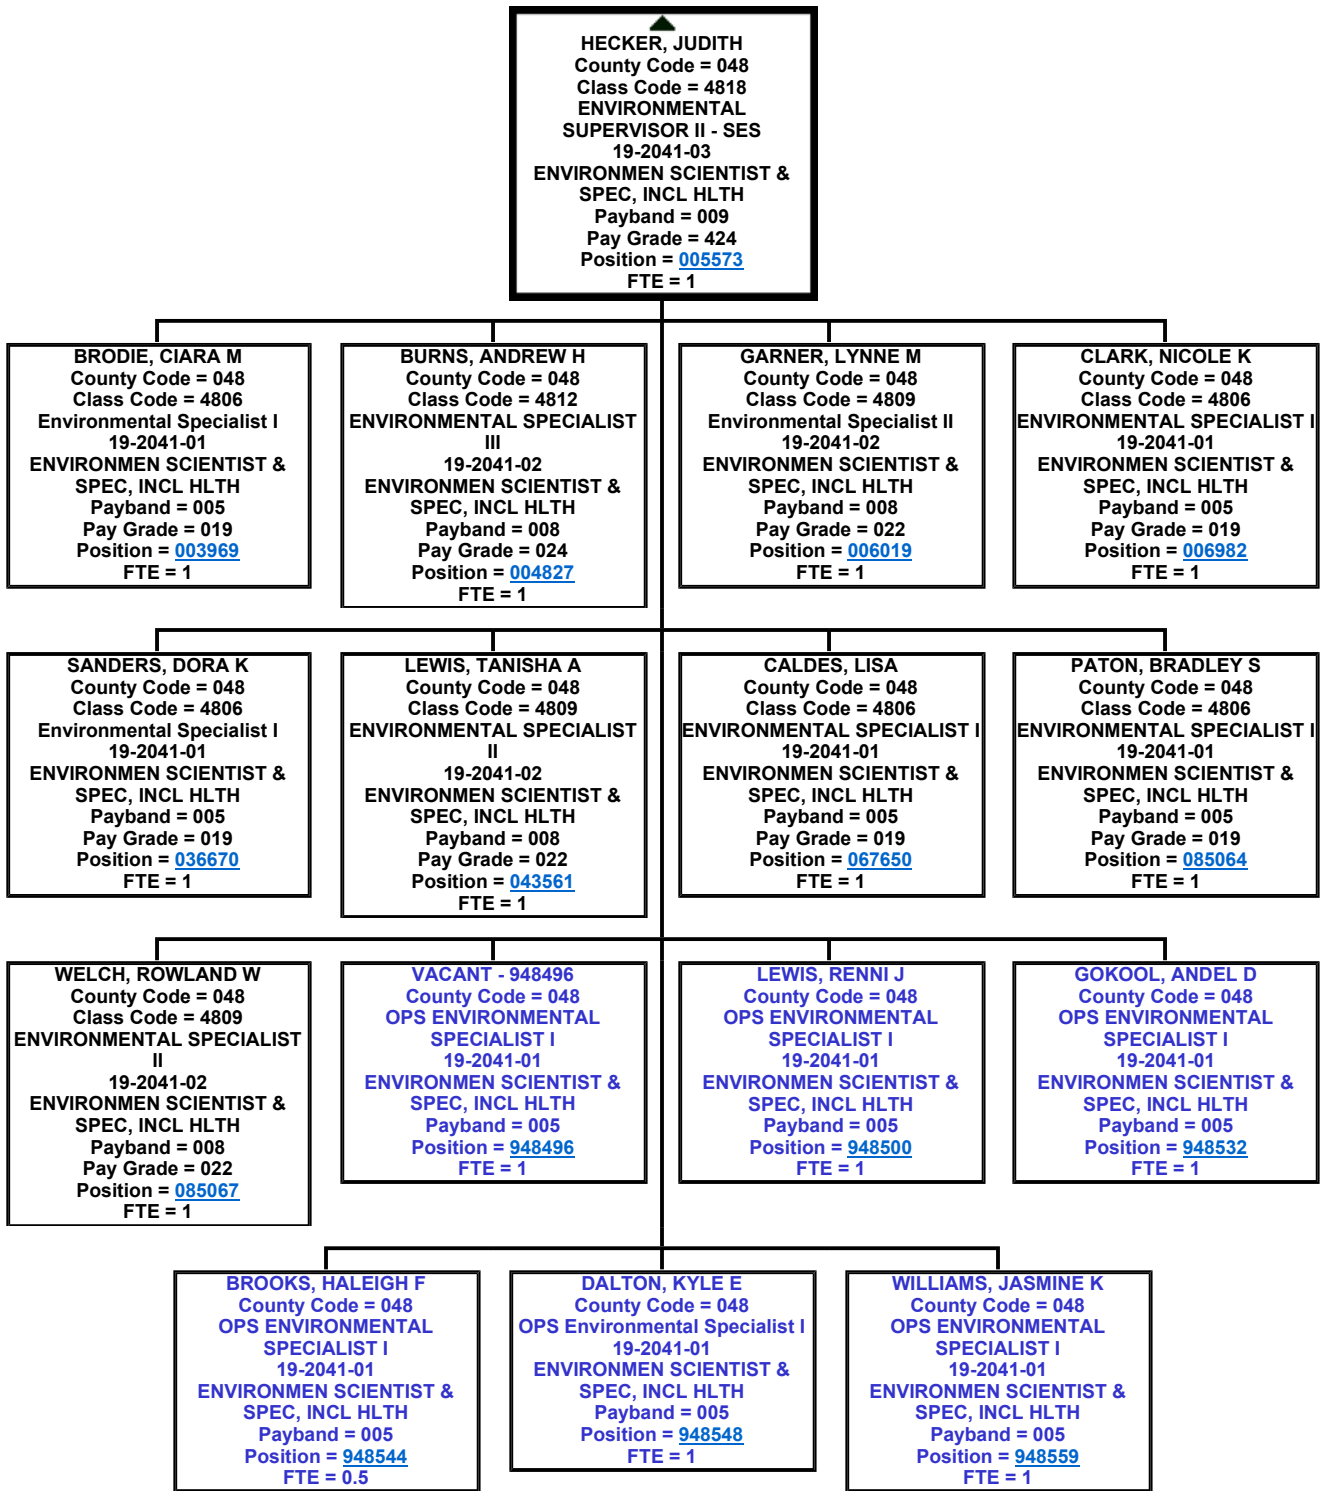 HECKER, JUDITH
County Code = 048
Class Code = 4818
ENVIRONMENTAL
SUPERVISOR II - SES
19-2041-03
ENVIRONMEN SCIENTIST &
SPEC, INCL HLTH
Payband = 009
Pay Grade = 424
Position = 005573
FTE = 1
BRODIE, CIARA M
County Code = 048
Class Code = 4806
Environmental Specialist I
19-2041-01
ENVIRONMEN SCIENTIST &
SPEC, INCL HLTH
Payband = 005
Pay Grade = 019
Position = 003969
FTE = 1
BURNS, ANDREW H
County Code = 048
Class Code = 4812
ENVIRONMENTAL SPECIALIST
III
19-2041-02
ENVIRONMEN SCIENTIST &
SPEC, INCL HLTH
Payband = 008
Pay Grade = 024
Position = 004827
FTE = 1
GARNER, LYNNE M
County Code = 048
Class Code = 4809
Environmental Specialist II
19-2041-02
ENVIRONMEN SCIENTIST &
SPEC, INCL HLTH
Payband = 008
Pay Grade = 022
Position = 006019
FTE = 1
CLARK, NICOLE K
County Code = 048
Class Code = 4806
ENVIRONMENTAL SPECIALIST I
19-2041-01
ENVIRONMEN SCIENTIST &
SPEC, INCL HLTH
Payband = 005
Pay Grade = 019
Position = 006982
FTE = 1
SANDERS, DORA K
County Code = 048
Class Code = 4806
Environmental Specialist I
19-2041-01
ENVIRONMEN SCIENTIST &
SPEC, INCL HLTH
Payband = 005
Pay Grade = 019
Position = 036670
FTE = 1
LEWIS, TANISHA A
County Code = 048
Class Code = 4809
ENVIRONMENTAL SPECIALIST
II
19-2041-02
ENVIRONMEN SCIENTIST &
SPEC, INCL HLTH
Payband = 008
Pay Grade = 022
Position = 043561
FTE = 1
CALDES, LISA
County Code = 048
Class Code = 4806
ENVIRONMENTAL SPECIALIST I
19-2041-01
ENVIRONMEN SCIENTIST &
SPEC, INCL HLTH
Payband = 005
Pay Grade = 019
Position = 067650
FTE = 1
PATON, BRADLEY S
County Code = 048
Class Code = 4806
ENVIRONMENTAL SPECIALIST I
19-2041-01
ENVIRONMEN SCIENTIST &
SPEC, INCL HLTH
Payband = 005
Pay Grade = 019
Position = 085064
FTE = 1
WELCH, ROWLAND W
County Code = 048
Class Code = 4809
ENVIRONMENTAL SPECIALIST
II
19-2041-02
ENVIRONMEN SCIENTIST &
SPEC, INCL HLTH
Payband = 008
Pay Grade = 022
Position = 085067
FTE = 1
VACANT - 948496
County Code = 048
OPS ENVIRONMENTAL
SPECIALIST I
19-2041-01
ENVIRONMEN SCIENTIST &
SPEC, INCL HLTH
Payband = 005
Position = 948496
FTE = 1
LEWIS, RENNI J
County Code = 048
OPS ENVIRONMENTAL
SPECIALIST I
19-2041-01
ENVIRONMEN SCIENTIST &
SPEC, INCL HLTH
Payband = 005
Position = 948500
FTE = 1
GOKOOL, ANDEL D
County Code = 048
OPS ENVIRONMENTAL
SPECIALIST I
19-2041-01
ENVIRONMEN SCIENTIST &
SPEC, INCL HLTH
Payband = 005
Position = 948532
FTE = 1
BROOKS, HALEIGH F
County Code = 048
OPS ENVIRONMENTAL
SPECIALIST I
19-2041-01
ENVIRONMEN SCIENTIST &
SPEC, INCL HLTH
Payband = 005
Position = 948544
FTE = 0.5
DALTON, KYLE E
County Code = 048
OPS Environmental Specialist I
19-2041-01
ENVIRONMEN SCIENTIST &
SPEC, INCL HLTH
Payband = 005
Position = 948548
FTE = 1
WILLIAMS, JASMINE K
County Code = 048
OPS ENVIRONMENTAL
SPECIALIST I
19-2041-01
ENVIRONMEN SCIENTIST &
SPEC, INCL HLTH
Payband = 005
Position = 948559
FTE = 1